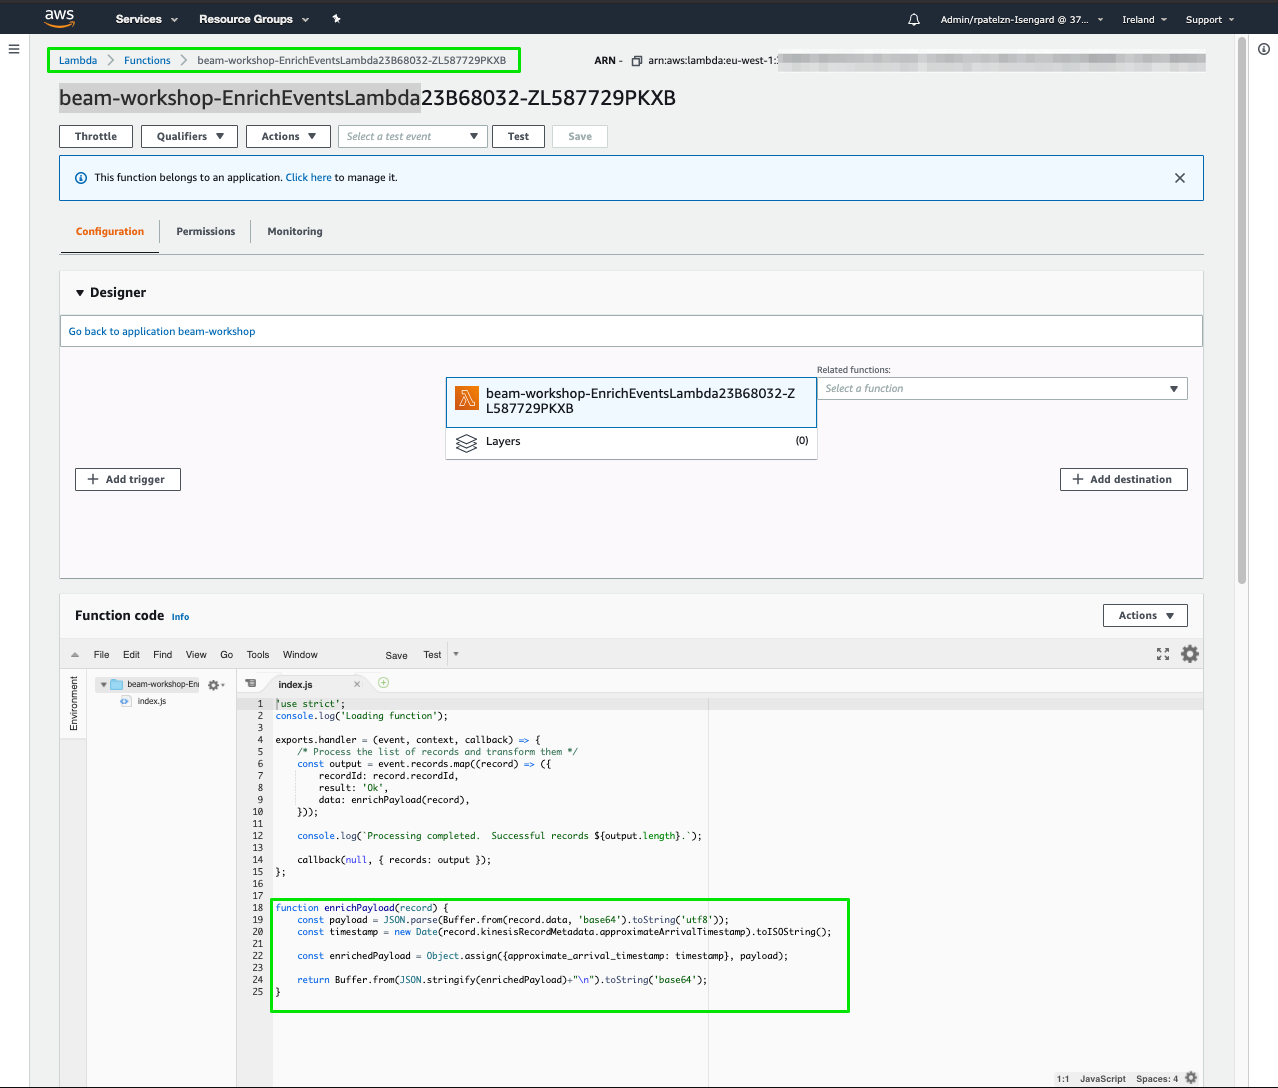 aws Services Resource Groups Admin/rpatelzn-Isengard @ 37... Ireland Support
Lambda Functions beam-workshop-EnrichEventsLambda23B68032-ZL587729PKXB ARN - arn:aws:lambda:eu-west-1:
beam-workshop-EnrichEventsLambda23B68032-ZL587729PKXB
Throttle Qualifiers Actions Select a test event Test Save
This function belongs to an application. Click here to manage it.
Configuration Permissions Monitoring
Designer
Go back to application beam-workshop
Related functions:
Select a function
beam-workshop-EnrichEventsLambda23B68032-Z
L587729PKXB
Layers (0)
+ Add trigger + Add destination
Function code Info Actions
File Edit Find View Go Tools Window Save Test
Environment
beam-workshop-En
index.js
index.js
1 'use strict';
2 console.log('Loading function');
3
4 exports.handler = (event, context, callback) => {
5     /* Process the list of records and transform them */
6     const output = event.records.map((record) => ({
7         recordId: record.recordId,
8         result: 'Ok',
9         data: enrichPayload(record),
10     }));
11
12     console.log(`Processing completed.  Successful records ${output.length}.`);
13
14     callback(null, { records: output });
15 };
16
17
18 function enrichPayload(record) {
19     const payload = JSON.parse(Buffer.from(record.data, 'base64').toString('utf8'));
20     const timestamp = new Date(record.kinesisRecordMetadata.approximateArrivalTimestamp).toISOString();
21
22     const enrichedPayload = Object.assign({approximate_arrival_timestamp: timestamp}, payload);
23
24     return Buffer.from(JSON.stringify(enrichedPayload)+"\n").toString('base64');
25 }
1:1 JavaScript Spaces: 4